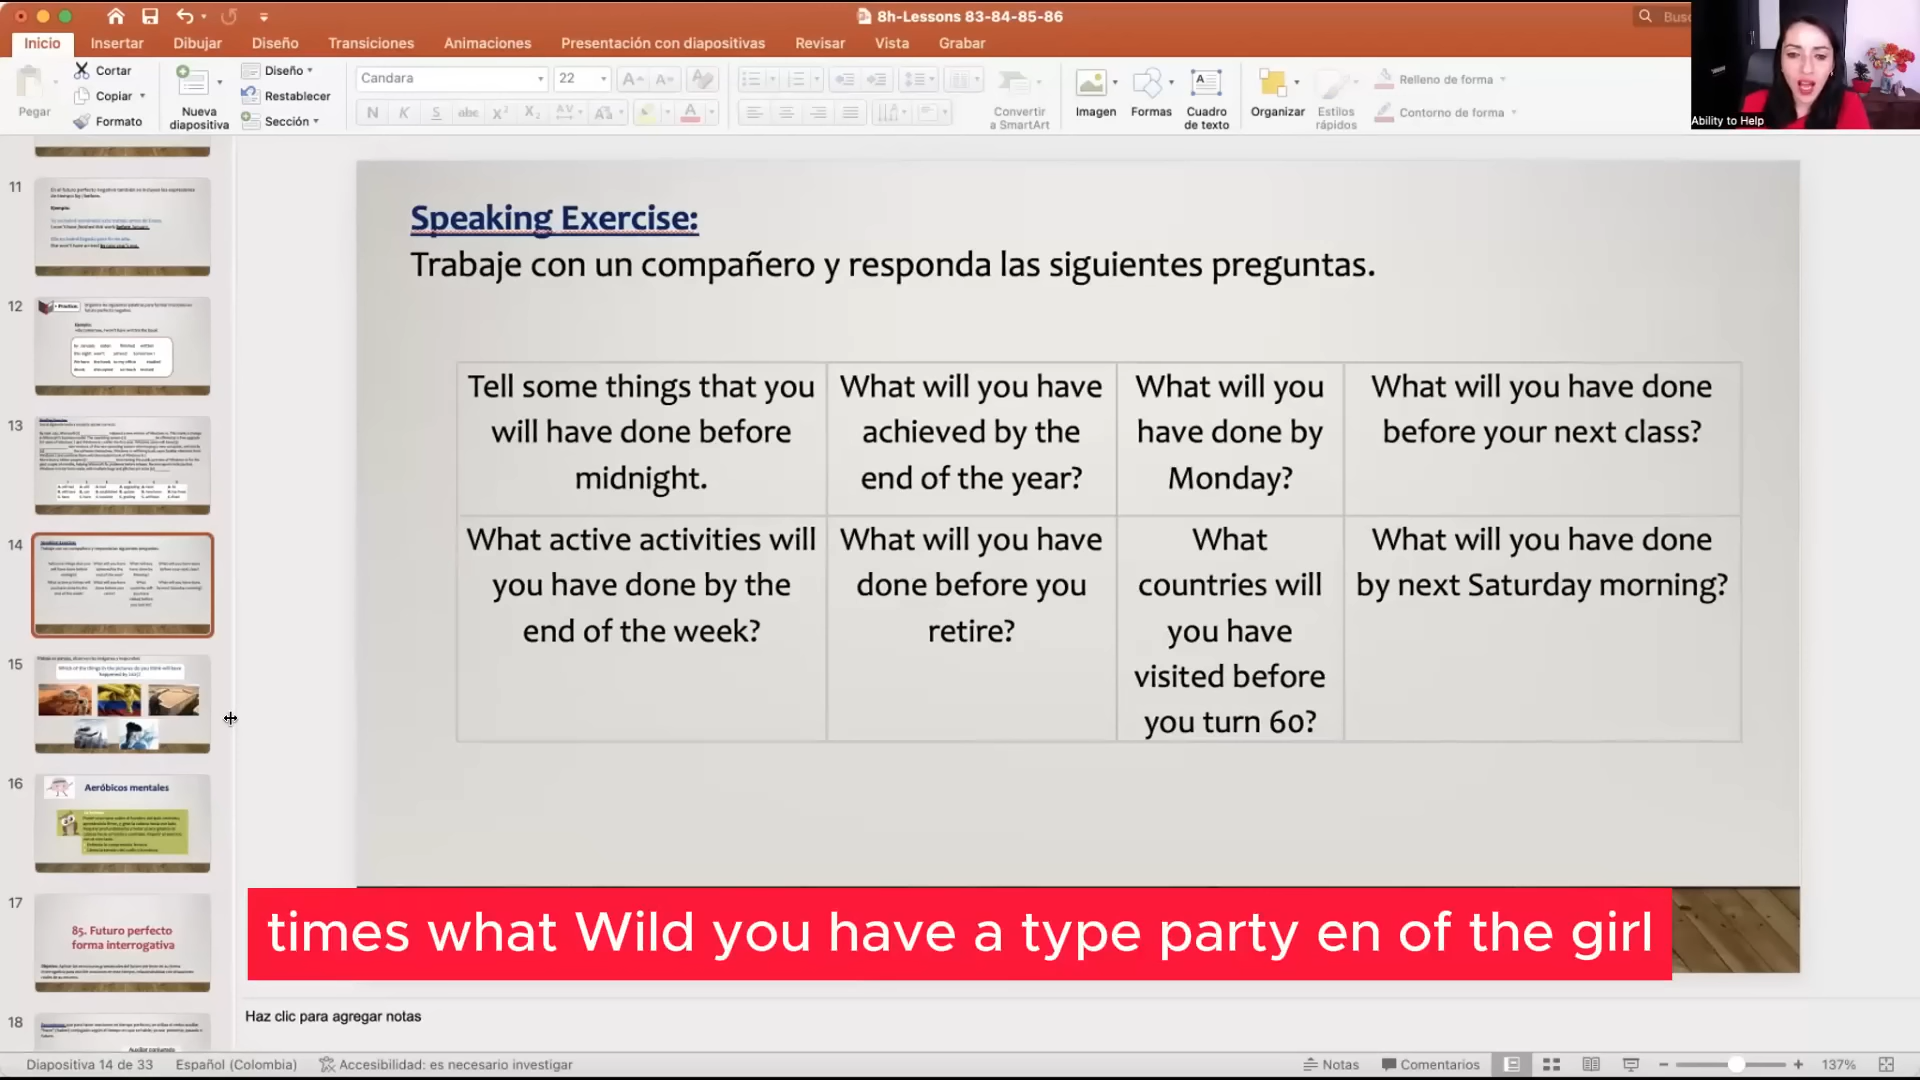 8h-Lessons 83-84-85-86
Inicio Insertar Dibujar Diseño Transiciones Animaciones Presentación con diapositivas Revisar Vista Grabar
Pegar
Cortar
Copiar
Formato
Nueva
diapositiva
Diseño
Restablecer
Sección
Candara 22
Convertir
a SmartArt
Imagen
Formas
Cuadro
de texto
Organizar
Estilos
rápidos
Relleno de forma
Contorno de forma
Ability to Help
11
12
13
14
15
16
Aeróbicos mentales
17
85. Futuro perfecto
forma interrogativa
18
Speaking Exercise:
Trabaje con un compañero y responda las siguientes preguntas.
Tell some things that you
will have done before
midnight.
What will you have
achieved by the
end of the year?
What will you
have done by
Monday?
What will you have done
before your next class?
What active activities will
you have done by the
end of the week?
What will you have
done before you
retire?
What
countries will
you have
visited before
you turn 60?
What will you have done
by next Saturday morning?
times what Wild you have a type party en of the girl
Haz clic para agregar notas
Diapositiva 14 de 33 Español (Colombia) Accesibilidad: es necesario investigar Notas Comentarios 137%